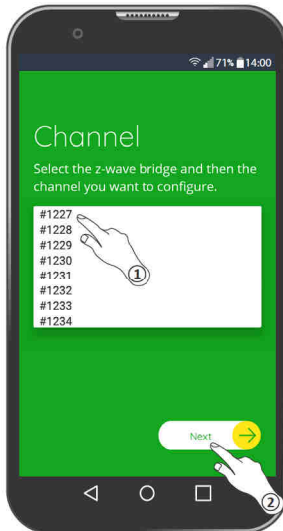 71% 14:00
Channel
Select the z-wave bridge and then the
channel you want to configure.
#1227
#1228
#1229
#1230
#1231
#1232
#1233
#1234
①
Next
②